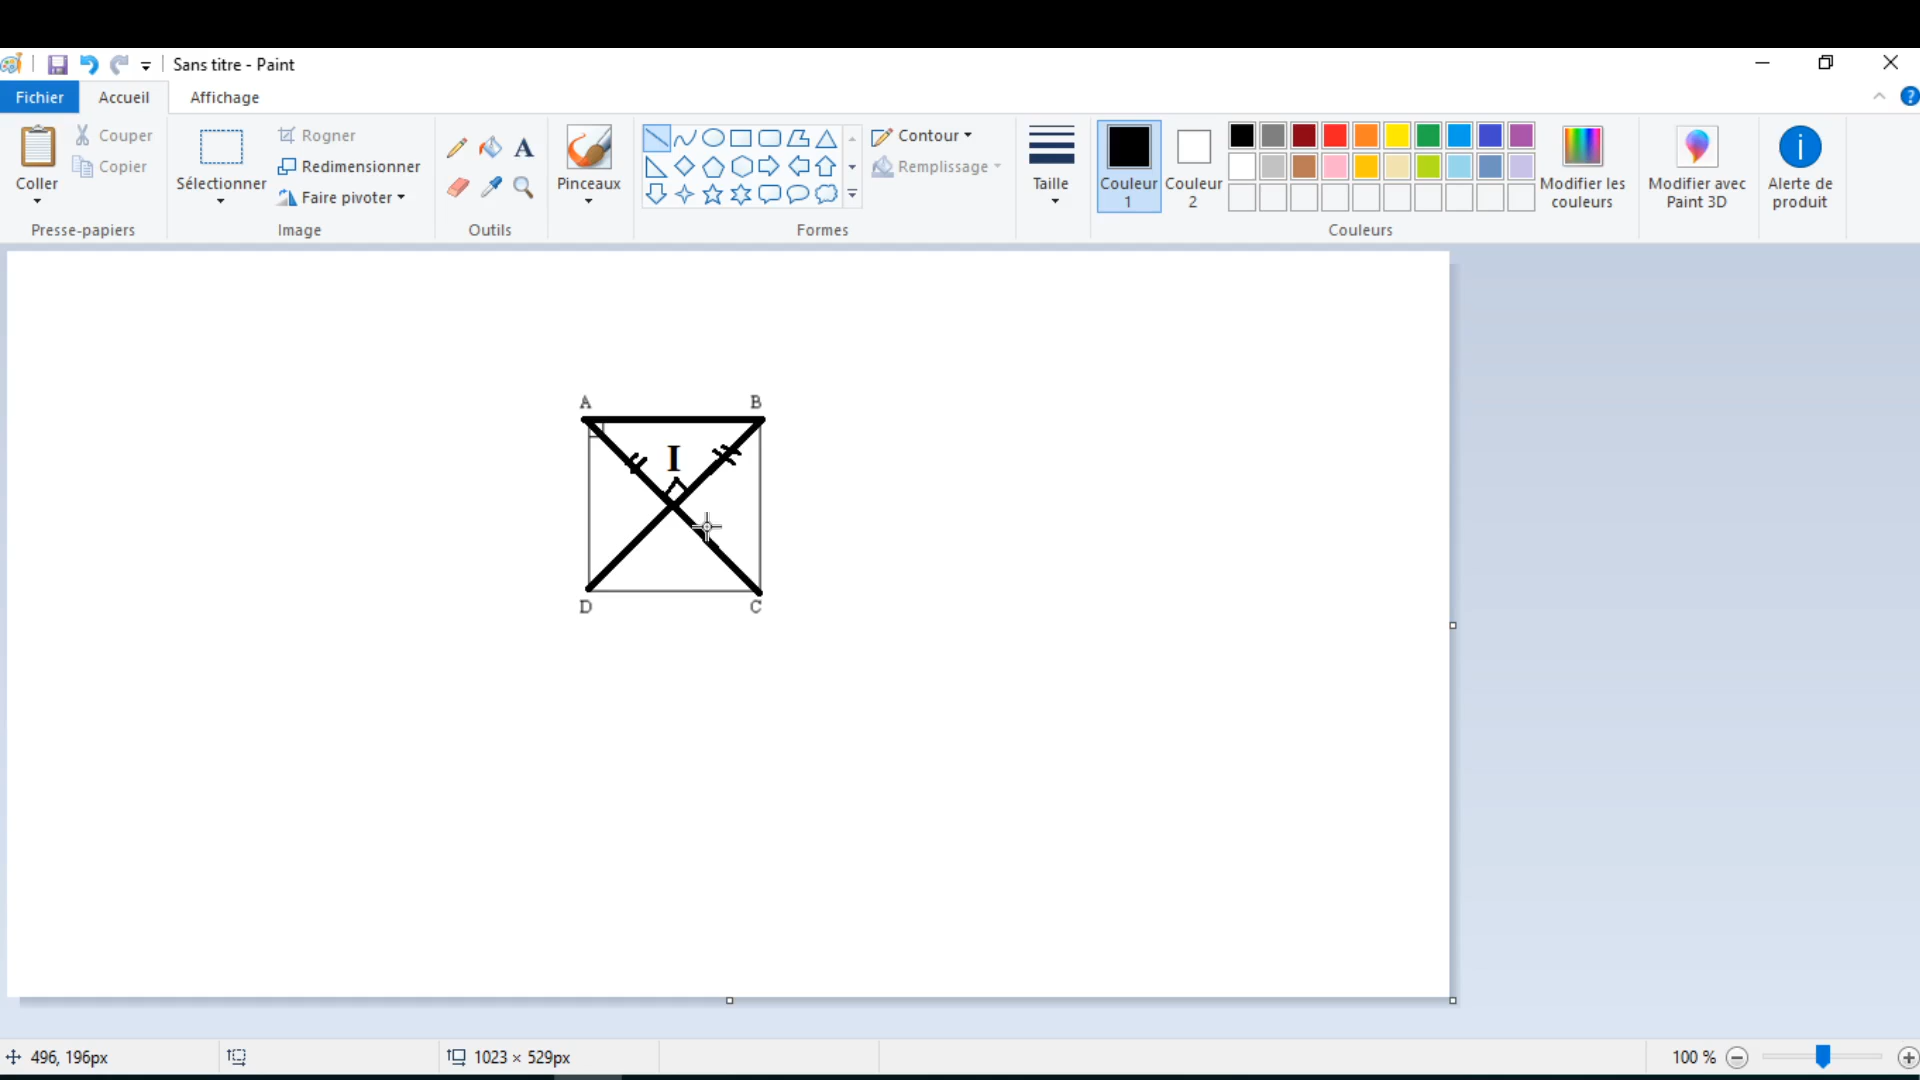 Sans titre - Paint
Fichier Accueil Affichage
Coller
Couper
Copier
Presse-papiers
Sélectionner
Rogner
Redimensionner
Faire pivoter
Image
Outils
Pinceaux
Contour
Remplissage
Formes
Taille
Couleur 1
Couleur 2
Couleurs
Modifier les couleurs
Modifier avec Paint 3D
Alerte de produit
A B
I
D C
496, 196px
1023 × 529px
100 %